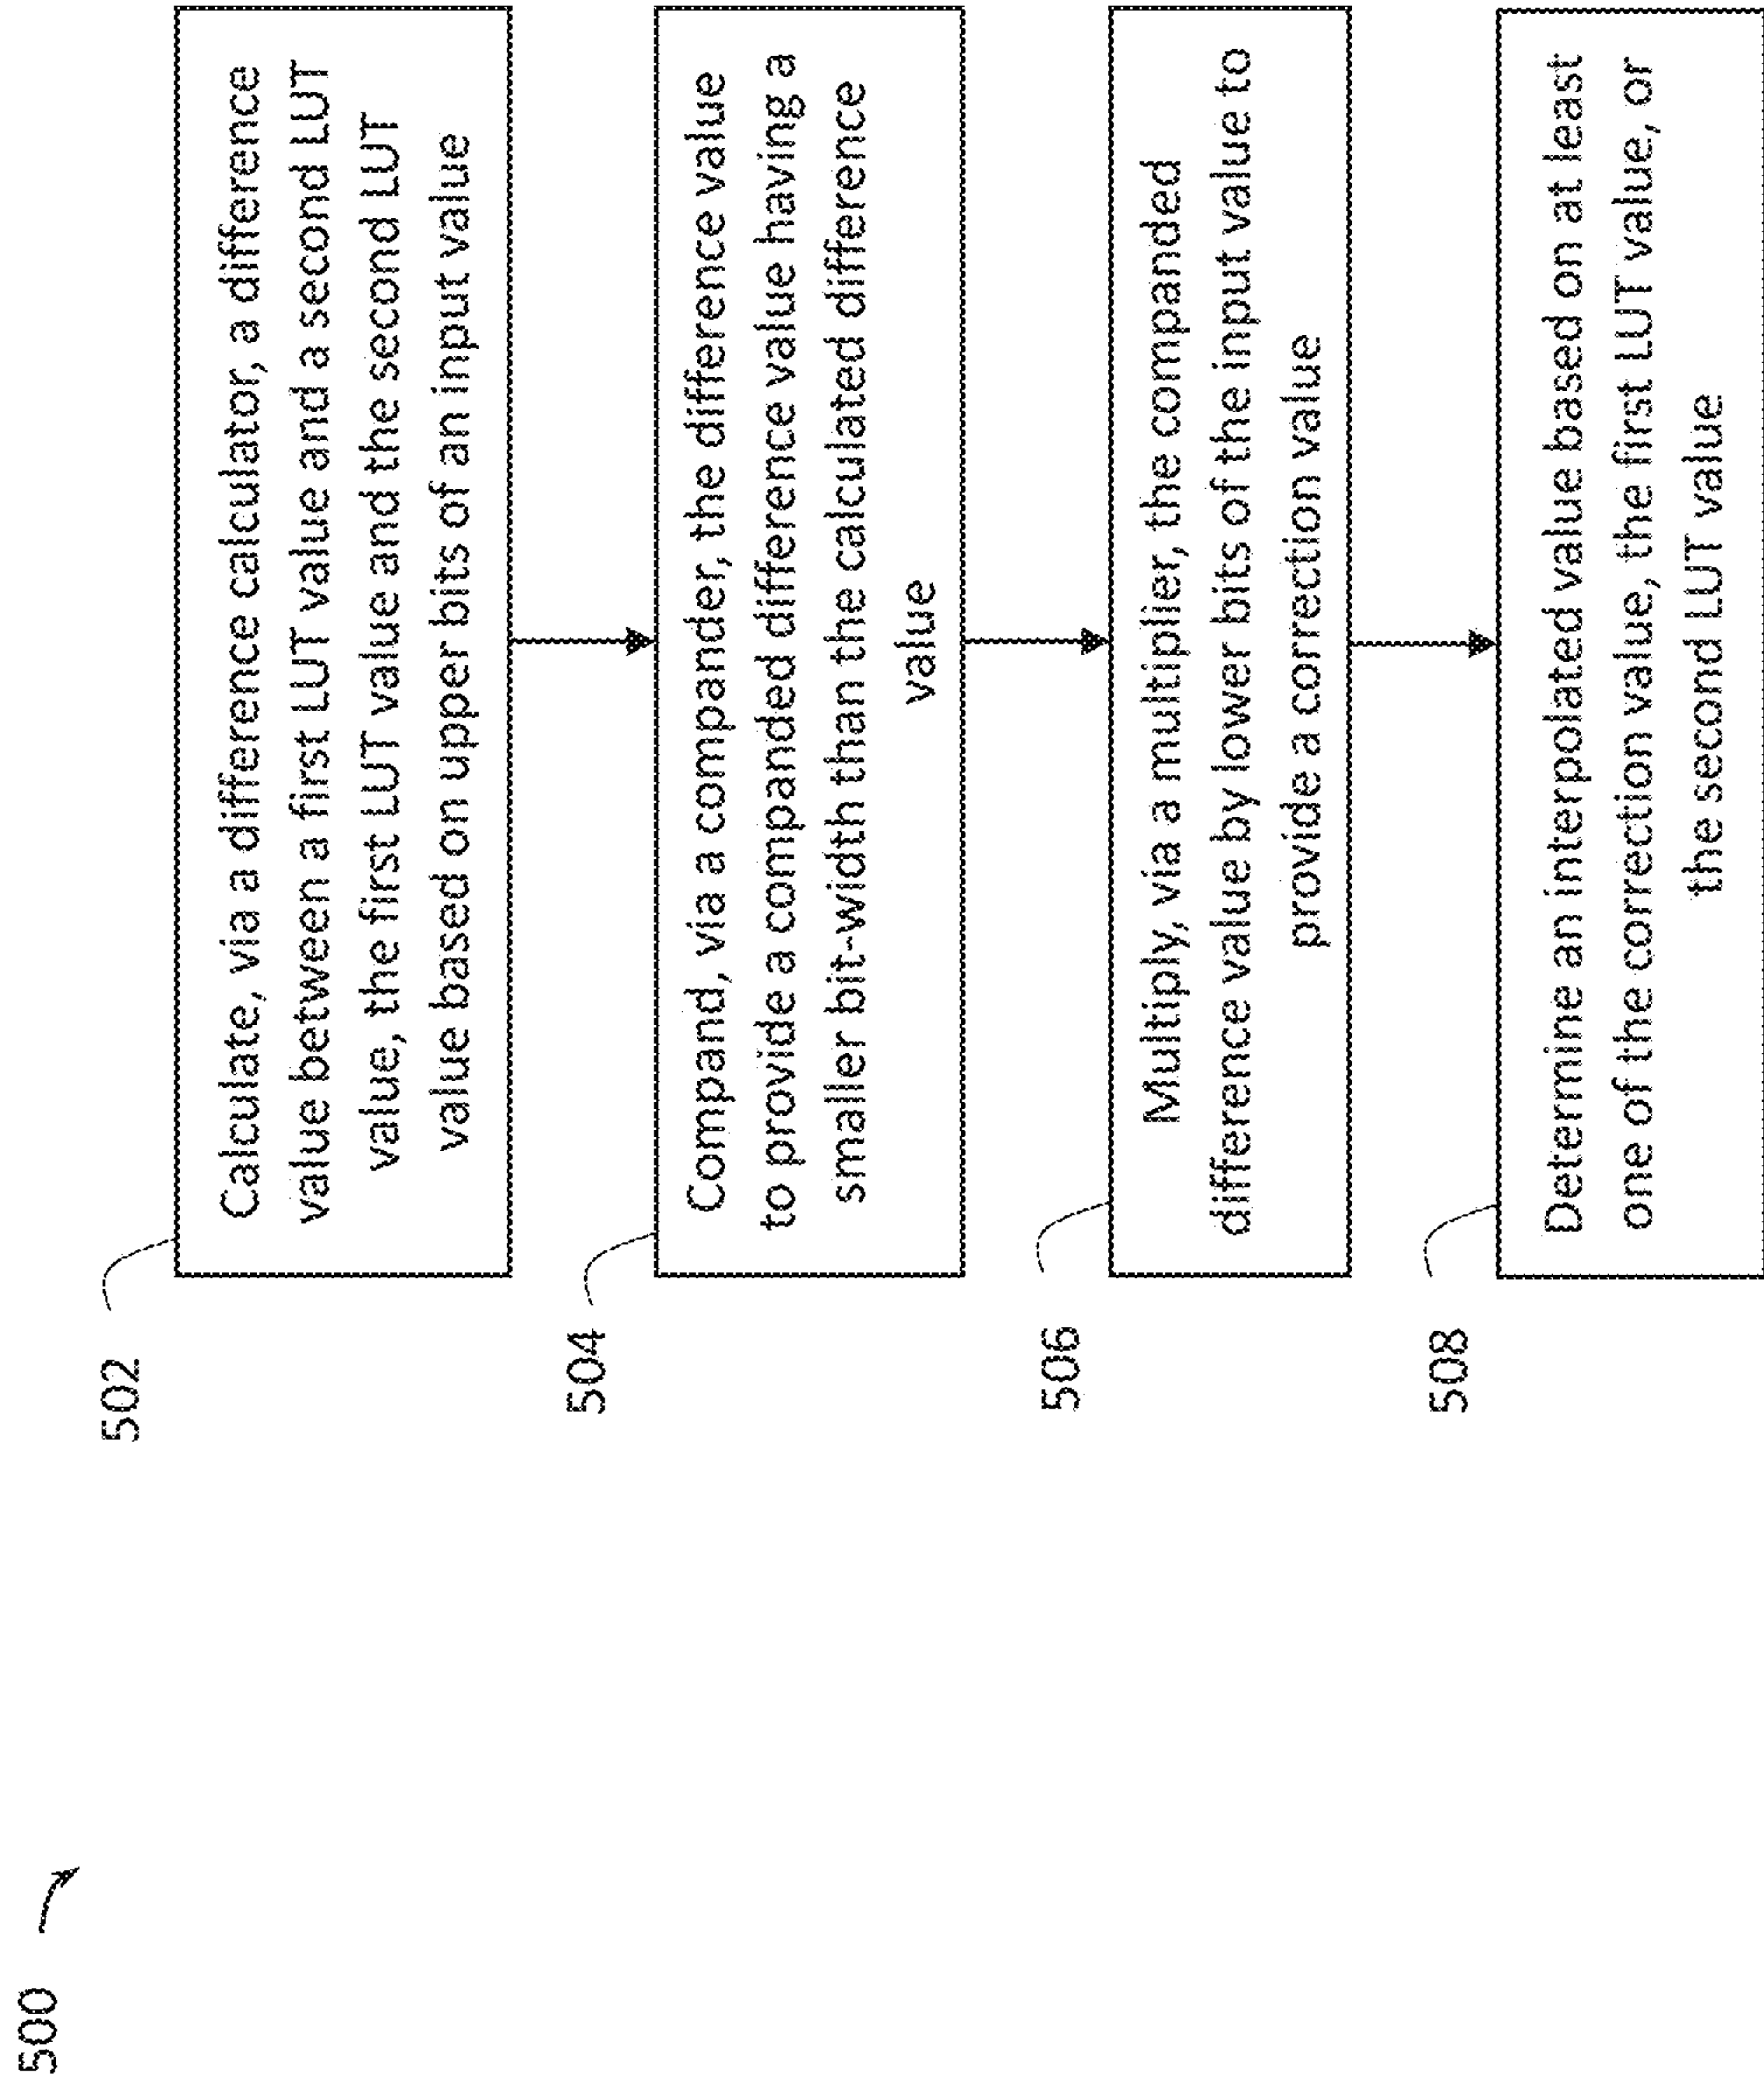 500
502
Calculate, via a difference calculator, a difference
value between a first LUT value and a second LUT
value, the first LUT value and the second LUT
value based on upper bits of an input value
504
Compand, via a compander, the difference value
to provide a companded difference value having a
smaller bit-width than the calculated difference
value
506
Multiply, via a multiplier, the companded
difference value by lower bits of the input value to
provide a correction value
508
Determine an interpolated value based on at least
one of the correction value, the first LUT value, or
the second LUT value